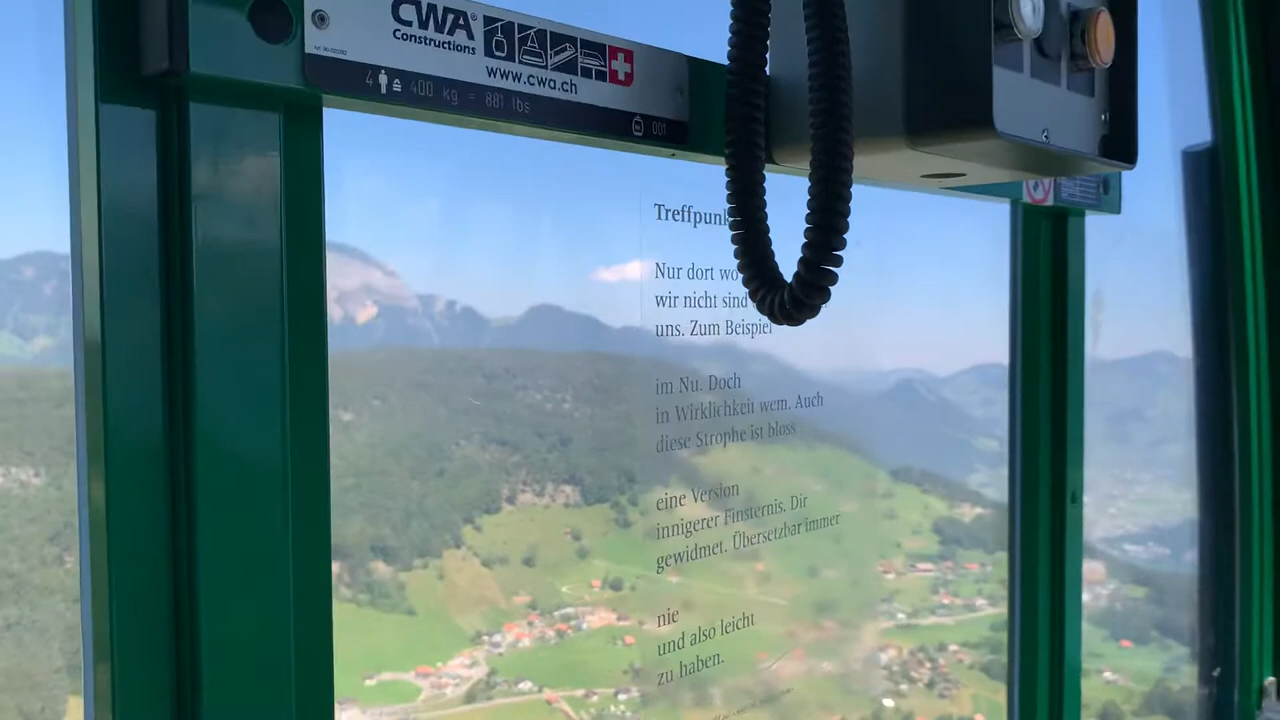 CWA®
Constructions
www.cwa.ch
4 400 kg = 881 lbs
001
Nur dort wo
wir nicht sind
uns. Zum Beispiel
im Nu. Doch
in Wirklichkeit wem. Auch
diese Strophe ist bloss
eine Version
innigerer Finsternis. Dir
gewidmet. Übersetzbar immer
nie
und also leicht
zu haben.